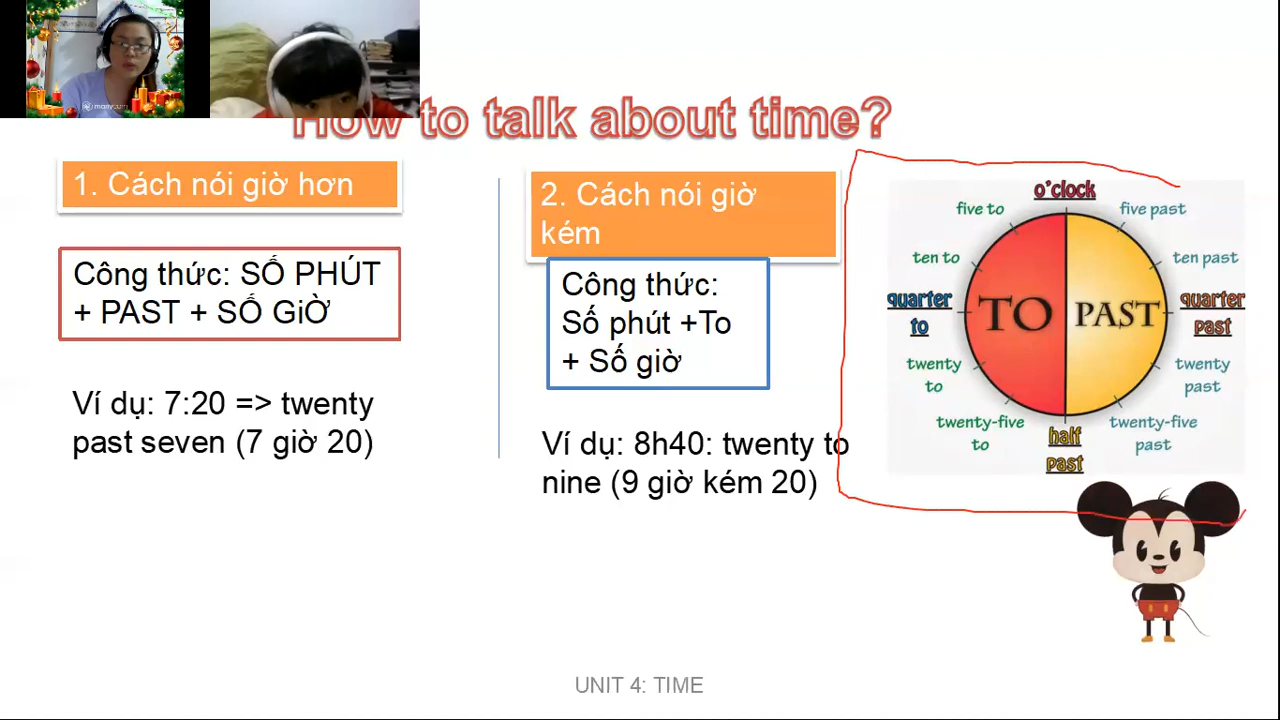 How to talk about time?
1. Cách nói giờ hơn
Công thức: SỐ PHÚT
+ PAST + SỐ GiỜ
Ví dụ: 7:20 => twenty
past seven (7 giờ 20)
2. Cách nói giờ
kém
Công thức:
Số phút +To
+ Số giờ
Ví dụ: 8h40: twenty to
nine (9 giờ kém 20)
o'clock
five to
five past
ten to
ten past
quarter
to
TO
PAST
quarter
past
twenty
to
twenty
past
twenty-five
to
half
past
twenty-five
past
UNIT 4: TIME